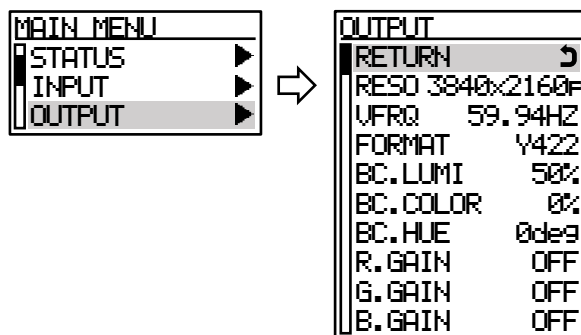 MAIN MENU
STATUS
INPUT
OUTPUT
OUTPUT
RETURN
RESO 3840x2160p
VFRQ 59.94HZ
FORMAT Y422
BC.LUMI 50%
BC.COLOR 0%
BC.HUE 0deg
R.GAIN OFF
G.GAIN OFF
B.GAIN OFF